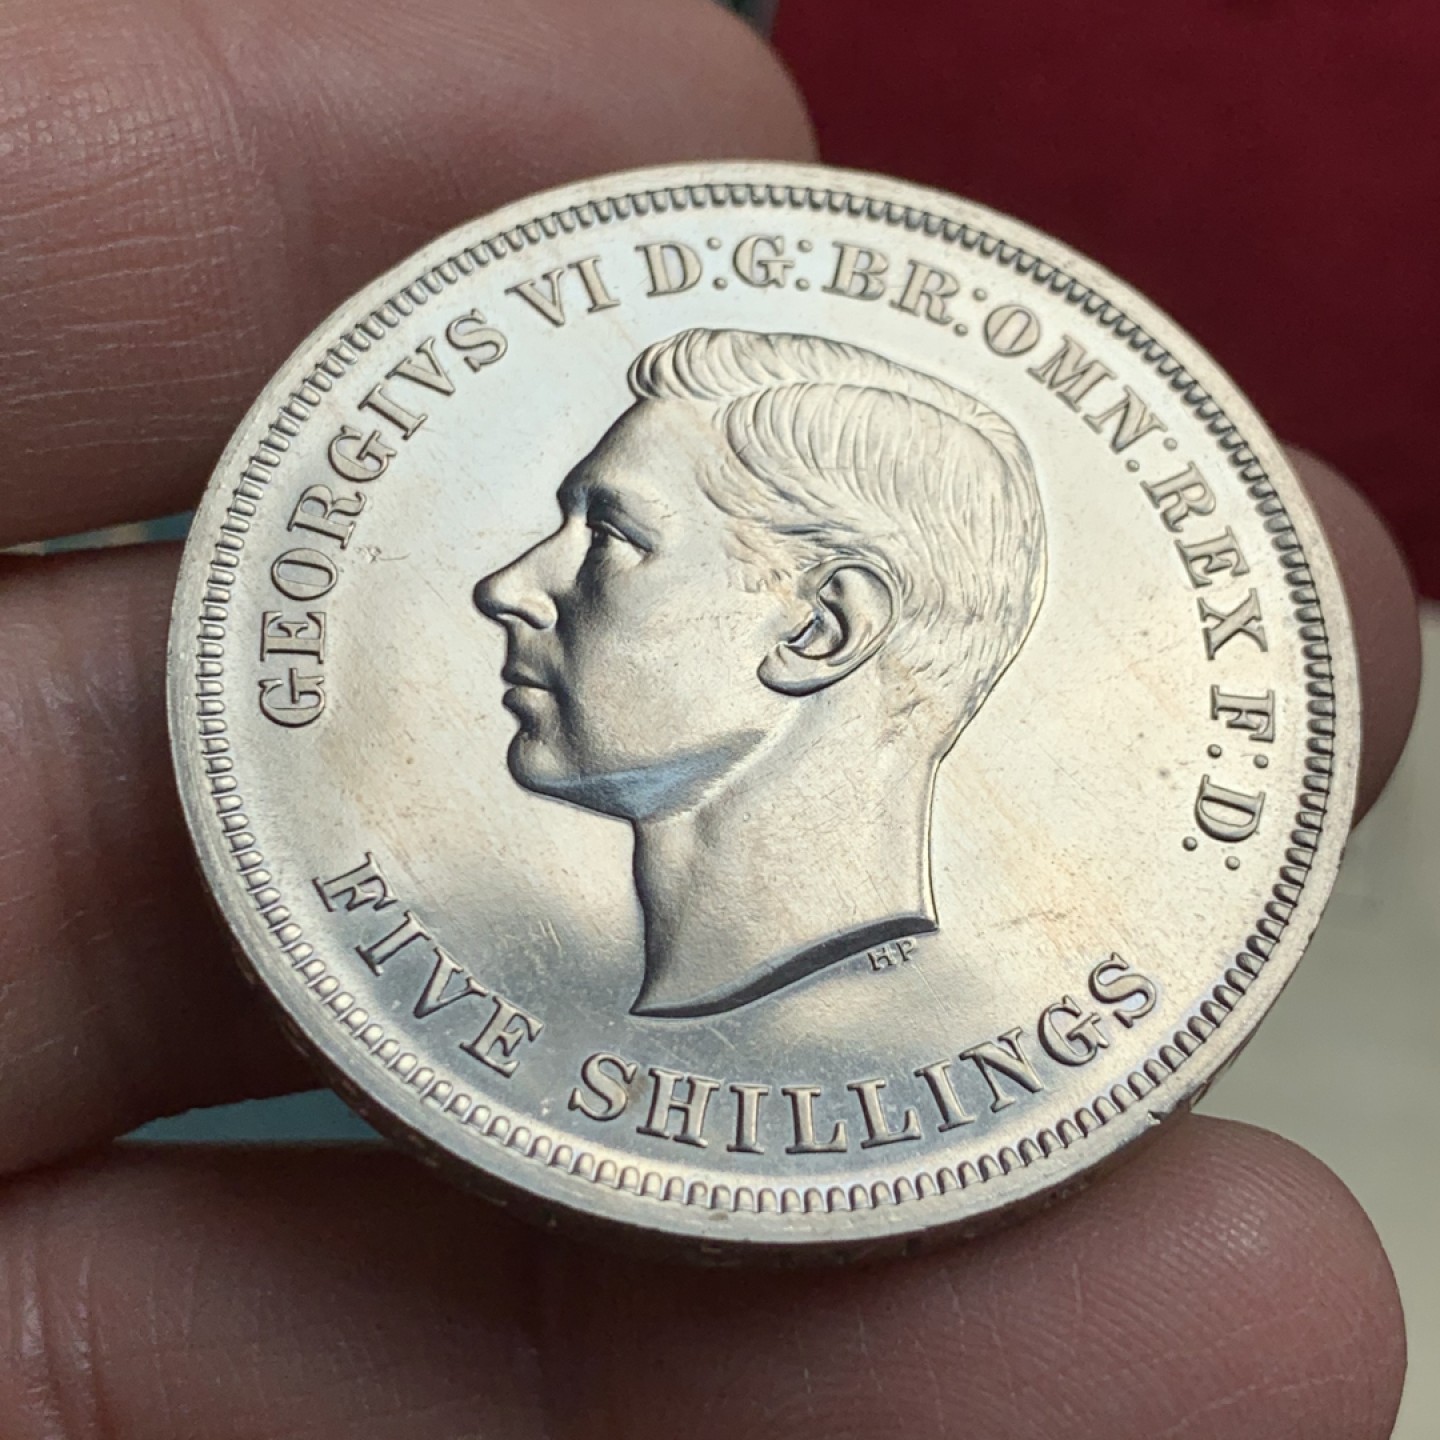 GEORGIVS VI D:G:BR:OMN:REX F:D:
HP
FIVE SHILLINGS